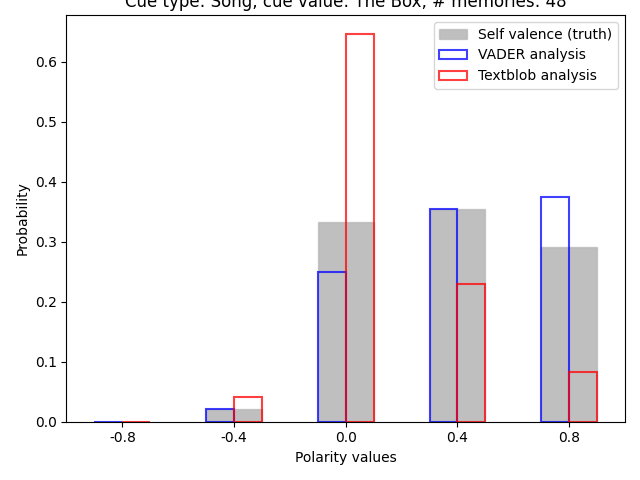 Cue type: Song, cue value: The Box, # memories: 48
Self valence (truth)
VADER analysis
Textblob analysis
Probability
0.6
0.5
0.4
0.3
0.2
0.1
0.0
-0.8 -0.4 0.0 0.4 0.8
Polarity values